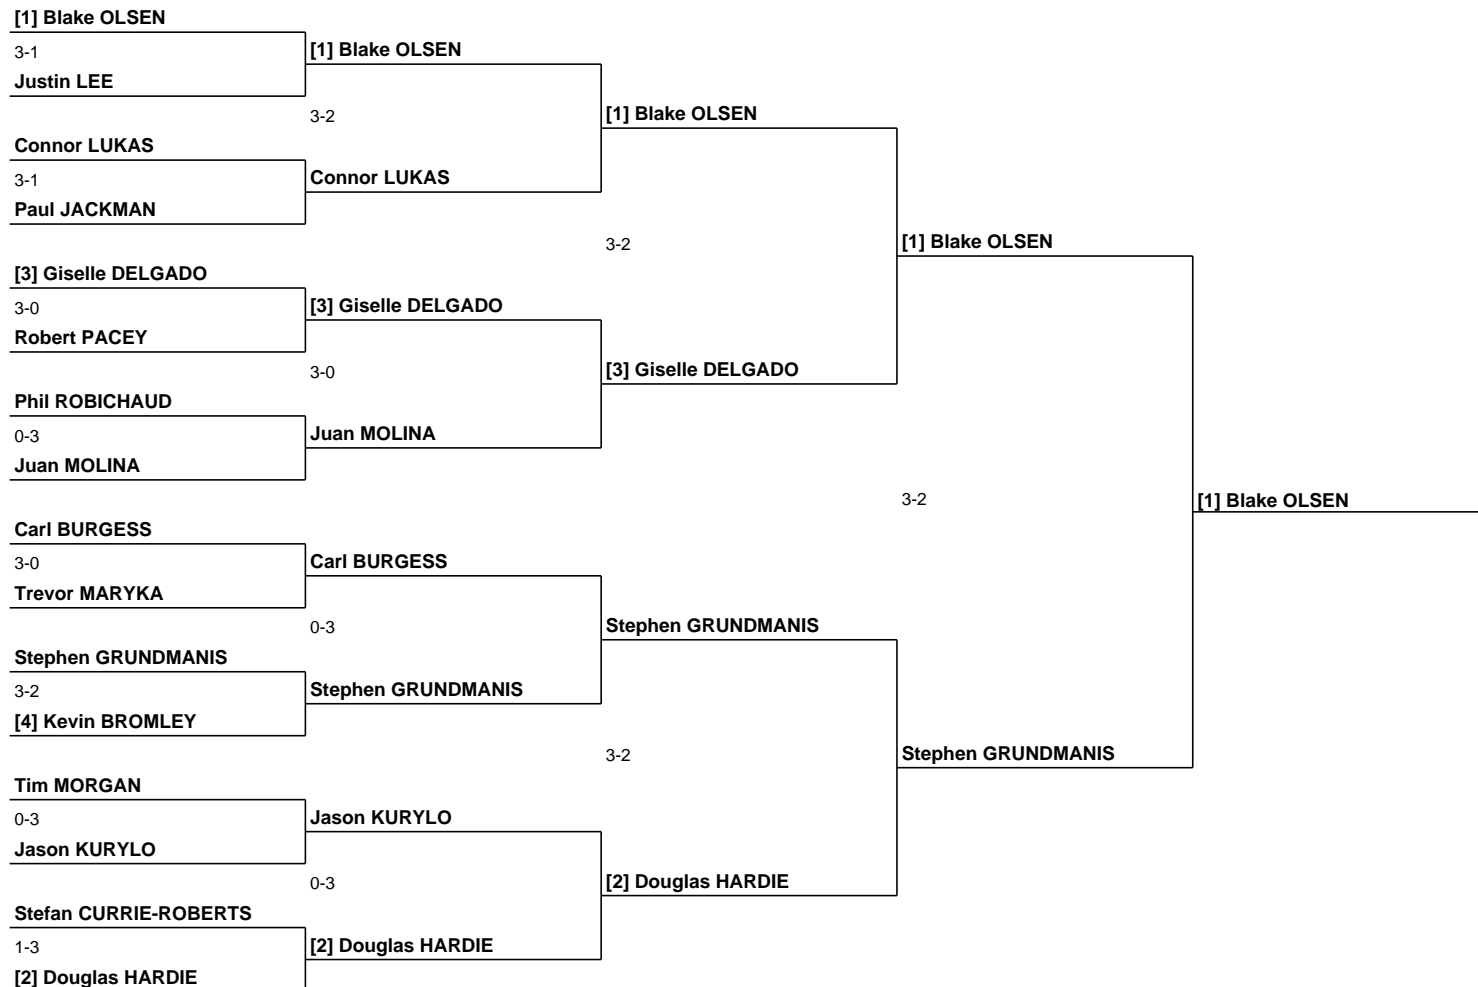 [1] Blake OLSEN
3-1
Justin LEE
Connor LUKAS
3-1
Paul JACKMAN
[3] Giselle DELGADO
3-0
Robert PACEY
Phil ROBICHAUD
0-3
Juan MOLINA
Carl BURGESS
3-0
Trevor MARYKA
Stephen GRUNDMANIS
3-2
[4] Kevin BROMLEY
Tim MORGAN
0-3
Jason KURYLO
Stefan CURRIE-ROBERTS
1-3
[2] Douglas HARDIE
[1] Blake OLSEN
3-2
Connor LUKAS
[3] Giselle DELGADO
3-0
Juan MOLINA
Carl BURGESS
0-3
Stephen GRUNDMANIS
Jason KURYLO
0-3
[2] Douglas HARDIE
[1] Blake OLSEN
3-2
[3] Giselle DELGADO
Stephen GRUNDMANIS
3-2
[2] Douglas HARDIE
[1] Blake OLSEN
3-2
Stephen GRUNDMANIS
[1] Blake OLSEN